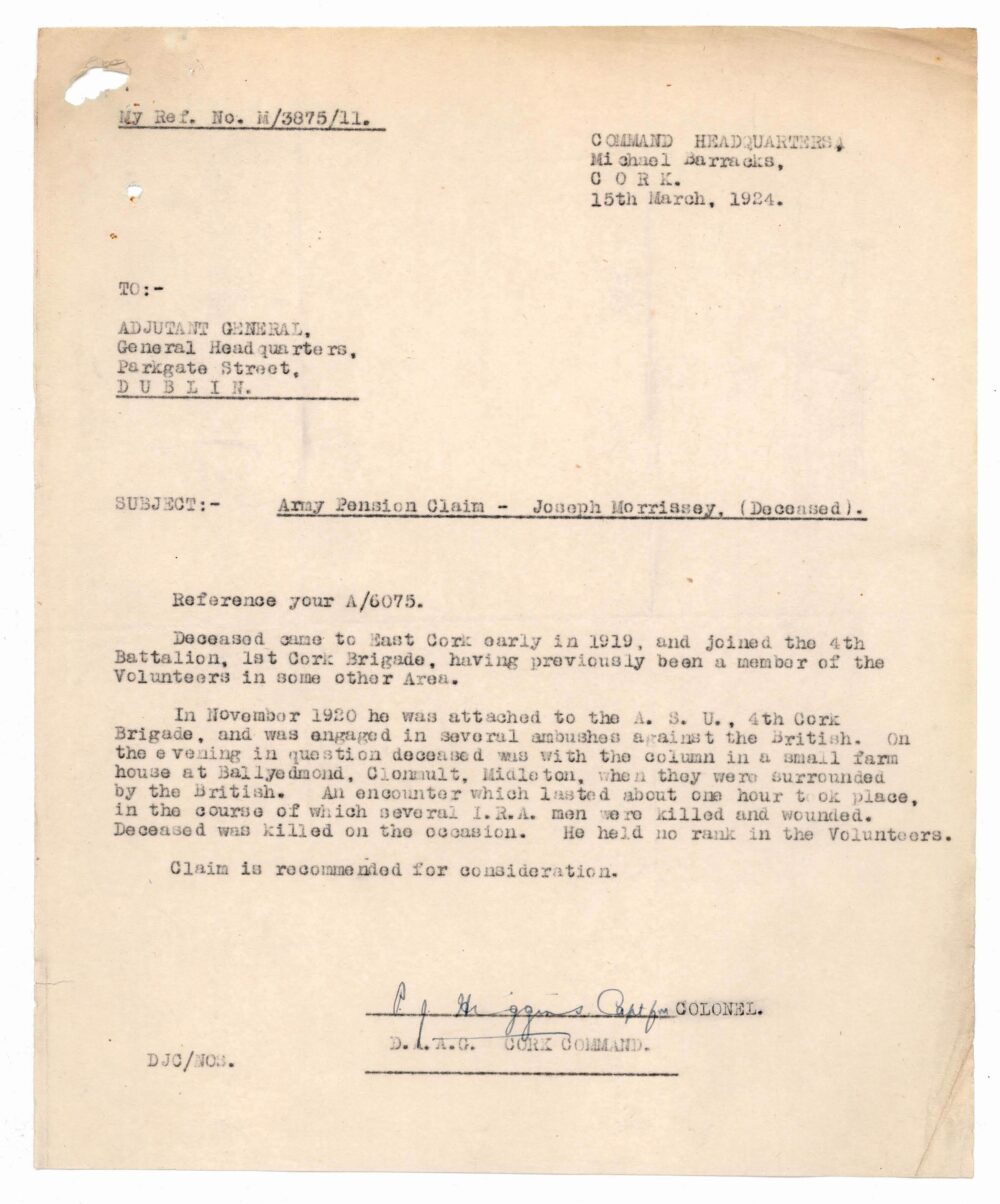 My Ref. No. M/3875/11.
COMMAND HEADQUARTERS,
Michael Barracks,
C O R K.
15th March, 1924.
TO:-
ADJUTANT GENERAL,
General Headquarters,
Parkgate Street,
D U B L I N.
SUBJECT:- Army Pension Claim - Joseph Morrissey, (Deceased).
Reference your A/6075.
Deceased came to East Cork early in 1919, and joined the 4th
Battalion, 1st Cork Brigade, having previously been a member of the
Volunteers in some other Area.
In November 1920 he was attached to the A. S. U., 4th Cork
Brigade, and was engaged in several ambushes against the British. On
the evening in question deceased was with the column in a small farm
house at Ballyedmond, Clonmult, Midleton, when they were surrounded
by the British. An encounter which lasted about one hour took place,
in the course of which several I.R.A. men were killed and wounded.
Deceased was killed on the occasion. He held no rank in the Volunteers.
Claim is recommended for consideration.
P. J. Higgins Capt for COLONEL.
D.A.A.G. CORK COMMAND.
DJC/NOS.